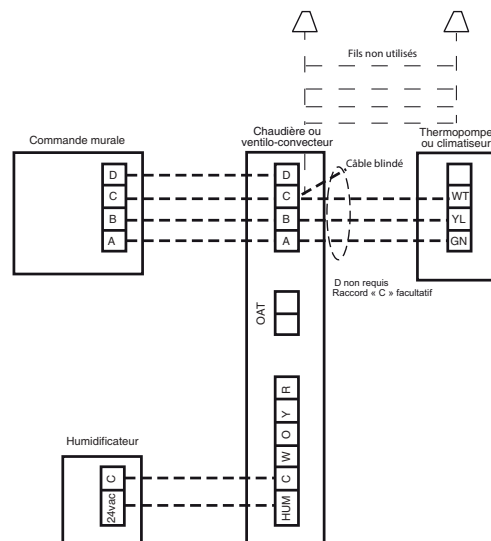 Fils non utilisés
Commande murale
Chaudière ou
ventilo-convecteur
Thermopompe
ou climatiseur
Câble blindé
D
C
B
A
D
C
B
A
WT
YL
GN
D non requis
Raccord « C » facultatif
OAT
R
Y
O
W
C
HUM
Humidificateur
C
24vac